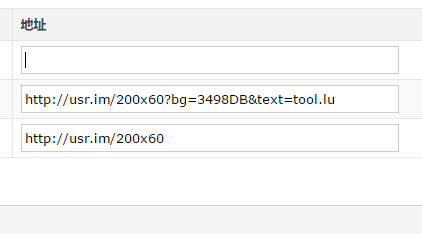 地址
http://usr.im/200x60?bg=3498DB&text=tool.lu
http://usr.im/200x60